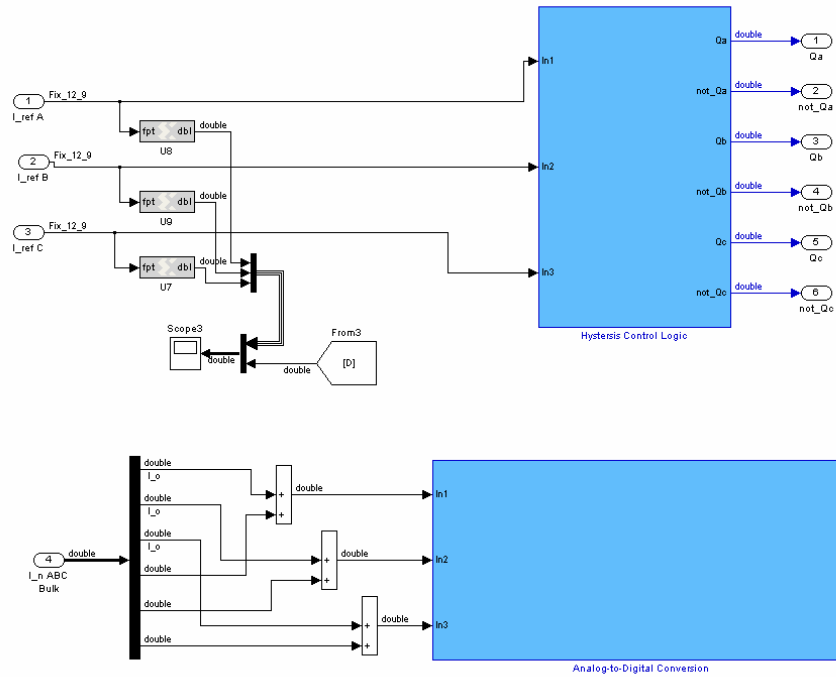 Qa
double
1
Qa
In1
Fix_12_9
1
I_ref A
not_Qa
double
2
not_Qa
double
fpt
dbl
U8
Qb
double
3
Qb
Fix_12_9
2
I_ref B
In2
double
fpt
dbl
U9
not_Qb
double
4
not_Qb
Fix_12_9
3
I_ref C
Qc
double
5
Qc
double
fpt
dbl
U7
In3
not_Qc
double
6
not_Qc
Scope3
From3
Hystersis Control Logic
double
double
[D]
double
I_o
double
+
+
In1
double
I_o
double
I_o
double
4
I_n ABC
Bulk
double
+
+
double
In2
double
double
+
+
double
In3
double
Analog-to-Digital Conversion